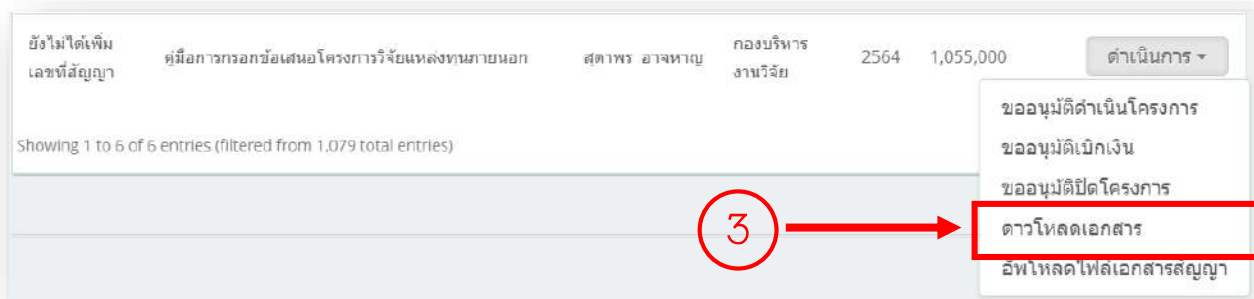 ยังไม่ได้เพิ่ม
เลขที่สัญญา
คู่มือการกรอกข้อเสนอโครงการวิจัยแหล่งทุนภายนอก
สุดาพร อาจหาญ
กองบริหาร
งานวิจัย
2564
1,055,000
ดำเนินการ
ขออนุมัติดำเนินโครงการ
Showing 1 to 6 of 6 entries (filtered from 1,079 total entries)
ขออนุมัติเบิกเงิน
ขออนุมัติปิดโครงการ
3
ดาวโหลดเอกสาร
อัพโหลดไฟล์เอกสารสัญญา